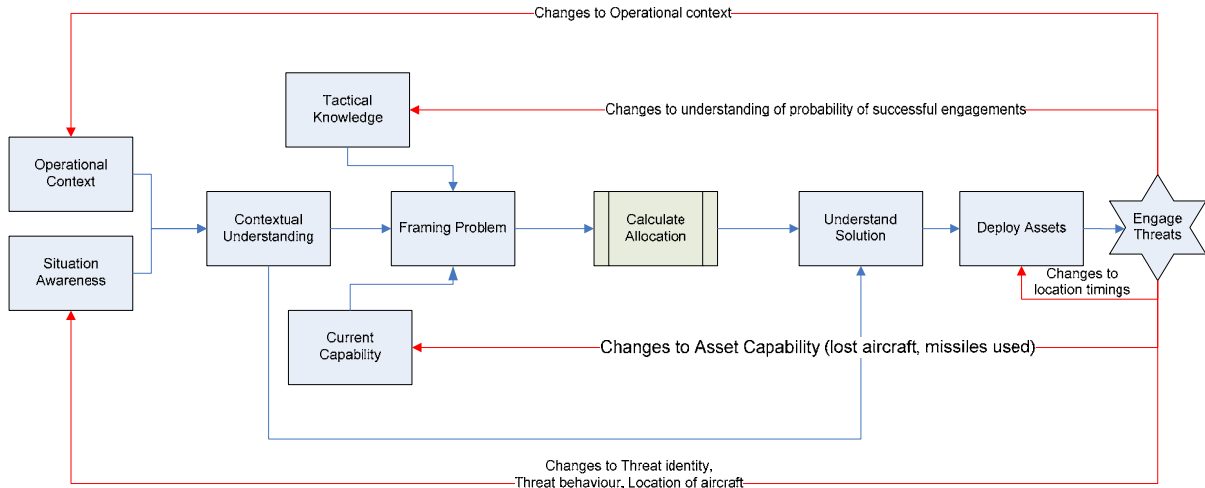 Changes to Operational context
Tactical
Knowledge
Changes to understanding of probability of successful engagements
Operational
Context
Contextual
Understanding
Framing Problem
Calculate
Allocation
Understand
Solution
Deploy Assets
Engage
Threats
Situation
Awareness
Changes to
location timings
Current
Capability
Changes to Asset Capability (lost aircraft, missiles used)
Changes to Threat identity,
Threat behaviour, Location of aircraft